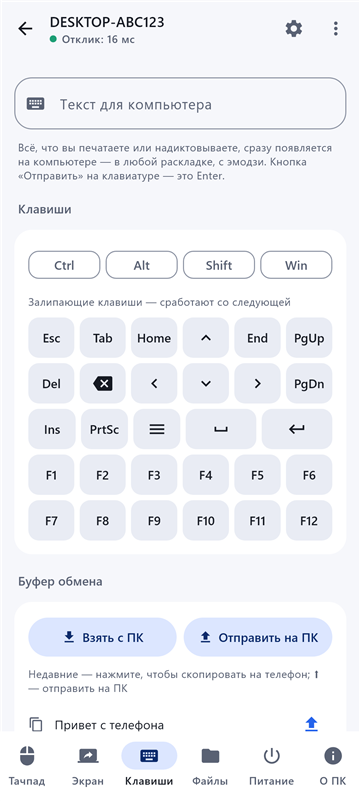 DESKTOP-ABC123
Отклик: 16 мс
Текст для компьютера
Всё, что вы печатаете или надиктовываете, сразу появляется
на компьютере — в любой раскладке, с эмодзи. Кнопка
«Отправить» на клавиатуре — это Enter.
Клавиши
Ctrl Alt Shift Win
Залипающие клавиши — сработают со следующей
Esc Tab Home End PgUp
Del PgDn
Ins PrtSc
F1 F2 F3 F4 F5 F6
F7 F8 F9 F10 F11 F12
Буфер обмена
Взять с ПК Отправить на ПК
Недавние — нажмите, чтобы скопировать на телефон; ⬆
— отправить на ПК
Привет с телефона
Тачпад Экран Клавиши Файлы Питание О ПК